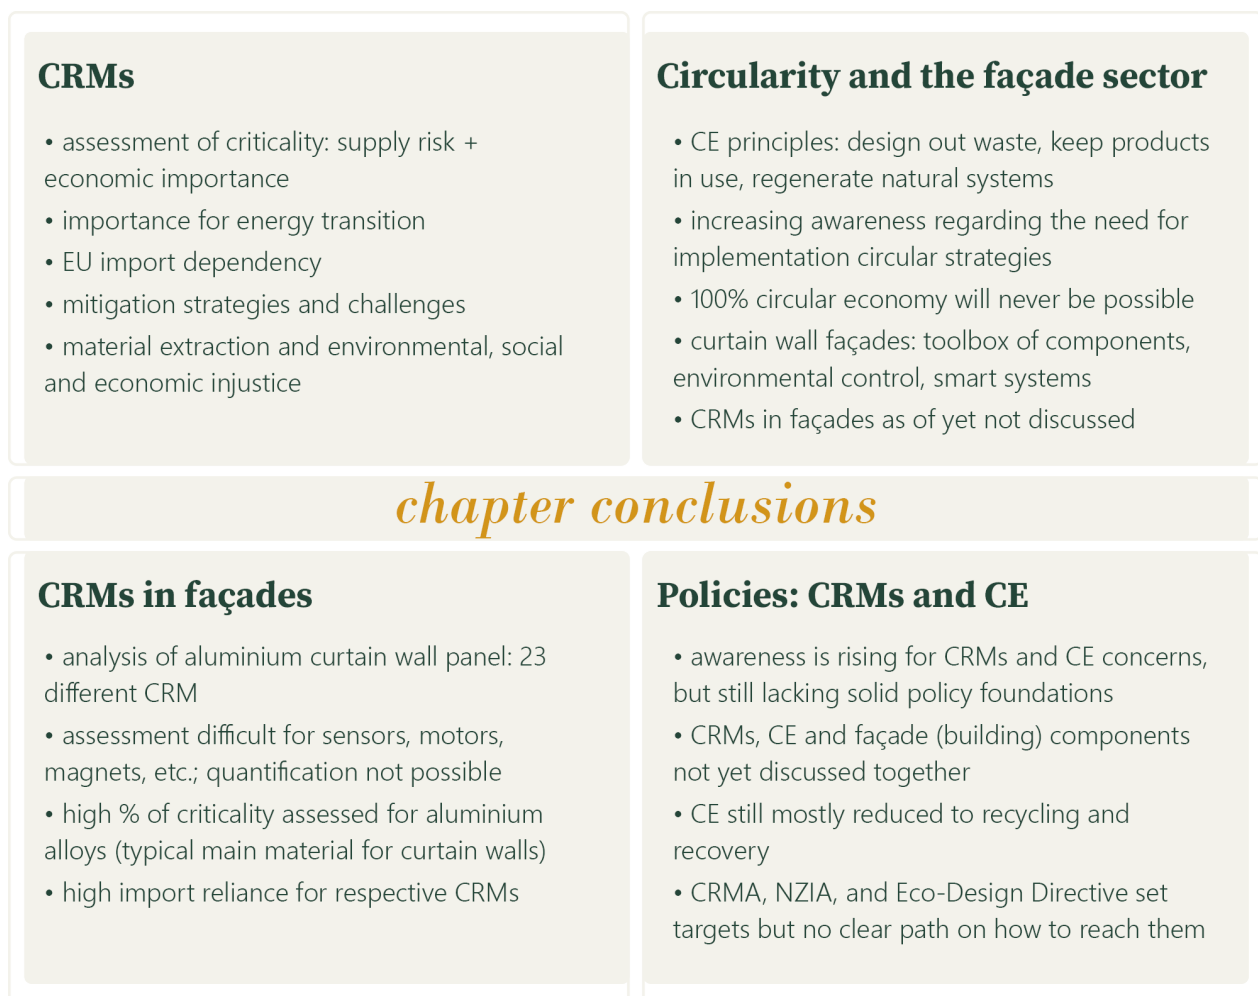 CRMs
• assessment of criticality: supply risk +
economic importance
• importance for energy transition
• EU import dependency
• mitigation strategies and challenges
• material extraction and environmental, social
and economic injustice
Circularity and the façade sector
• CE principles: design out waste, keep products
in use, regenerate natural systems
• increasing awareness regarding the need for
implementation circular strategies
• 100% circular economy will never be possible
• curtain wall façades: toolbox of components,
environmental control, smart systems
• CRMs in façades as of yet not discussed
chapter conclusions
CRMs in façades
• analysis of aluminium curtain wall panel: 23
different CRM
• assessment difficult for sensors, motors,
magnets, etc.; quantification not possible
• high % of criticality assessed for aluminium
alloys (typical main material for curtain walls)
• high import reliance for respective CRMs
Policies: CRMs and CE
• awareness is rising for CRMs and CE concerns,
but still lacking solid policy foundations
• CRMs, CE and façade (building) components
not yet discussed together
• CE still mostly reduced to recycling and
recovery
• CRMA, NZIA, and Eco-Design Directive set
targets but no clear path on how to reach them